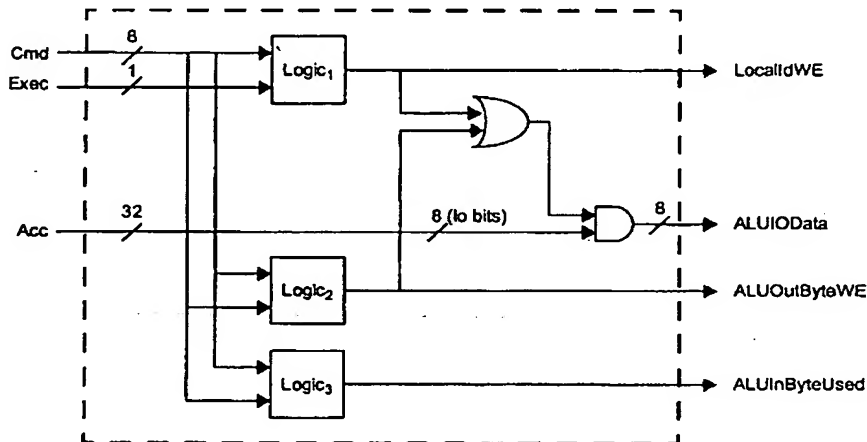 Cmd
8
Logic₁
LocalIdWE
Exec
1
Acc
32
8 (lo bits)
8
ALUIOData
Logic₂
ALUOutByteWE
Logic₃
ALUInByteUsed